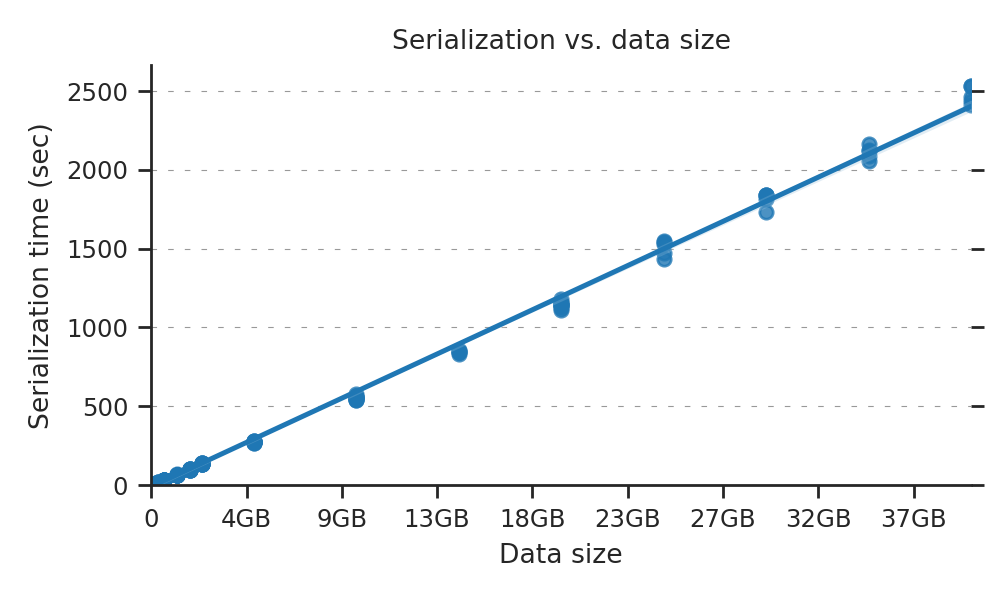 Serialization vs. data size
Serialization time (sec)
2500
2000
1500
1000
500
0
0 4GB 9GB 13GB 18GB 23GB 27GB 32GB 37GB
Data size